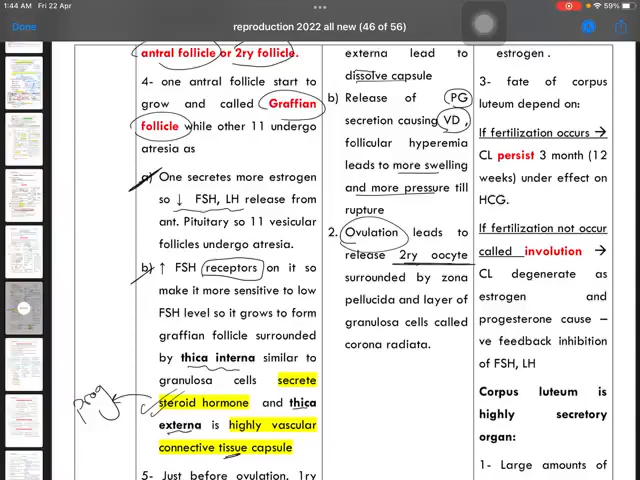 1:44 AM Fri 22 Apr
59%
Done
reproduction 2022 all new (46 of 56)
antral follicle or 2ry follicle.
4- one antral follicle start to
grow and called Graffian
follicle while other 11 undergo
atresia as
a) One secretes more estrogen
so ↓ FSH, LH release from
ant. Pituitary so 11 vesicular
follicles undergo atresia.
b) ↑ FSH receptors on it so
make it more sensitive to low
FSH level so it grows to form
graffian follicle surrounded
by thica interna similar to
granulosa cells secrete
steroid hormone and thica
externa is highly vascular
connective tissue capsule
5- Just before ovulation, 1ry
prog
externa lead to
dissolve capsule
b) Release of PG
secretion causing VD ,
follicular hyperemia
leads to more swelling
and more pressure till
rupture
2. Ovulation leads to
release 2ry oocyte
surrounded by zona
pellucida and layer of
granulosa cells called
corona radiata.
estrogen .
3- fate of corpus
luteum depend on:
If fertilization occurs →
CL persist 3 month (12
weeks) under effect on
HCG.
If fertilization not occur
called involution →
CL degenerate as
estrogen and
progesterone cause –
ve feedback inhibition
of FSH, LH
Corpus luteum is
highly secretory
organ:
1- Large amounts of